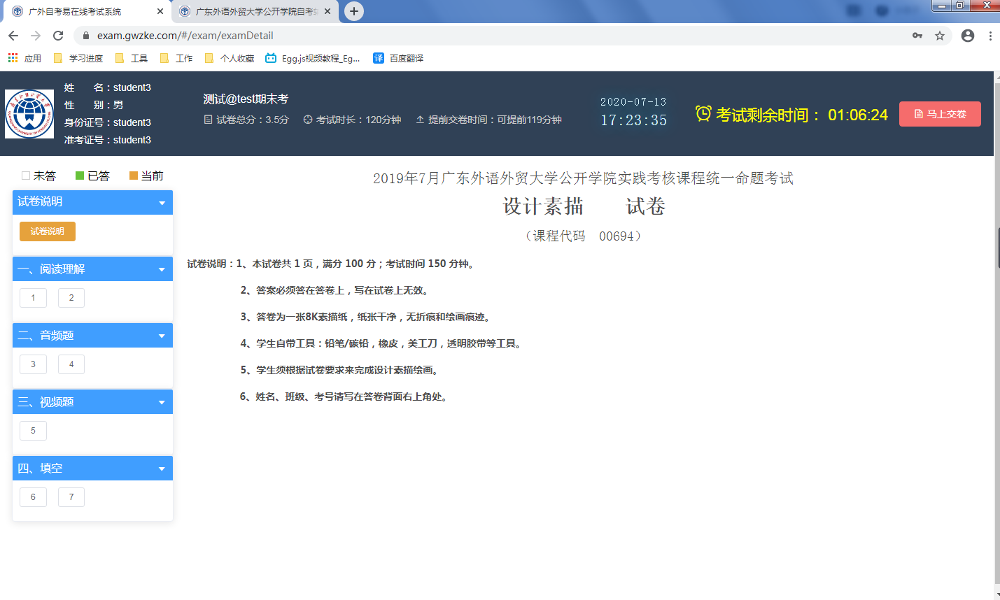 广外自考易在线考试系统
广东外语外贸大学公开学院自考
exam.gwzke.com/#/exam/examDetail
应用 学习进度 工具 工作 个人收藏 Egg.js视频教程_Eg... 译 百度翻译
姓 名：student3
性 别：男
身份证号：student3
准考证号：student3
测试@test期末考
试卷总分：3.5分 考试时长：120分钟 提前交卷时间：可提前119分钟
2020-07-13
17:23:35
考试剩余时间： 01:06:24
马上交卷
未答 已答 当前
试卷说明
试卷说明
一、阅读理解
1 2
二、音频题
3 4
三、视频题
5
四、填空
6 7
2019年7月广东外语外贸大学公开学院实践考核课程统一命题考试
设计素描 试卷
（课程代码 00694）
试卷说明：1、本试卷共 1 页，满分 100 分；考试时间 150 分钟。
2、答案必须答在答卷上，写在试卷上无效。
3、答卷为一张8K素描纸，纸张干净，无折痕和绘画痕迹。
4、学生自带工具：铅笔/碳铅，橡皮，美工刀，透明胶带等工具。
5、学生须根据试卷要求来完成设计素描绘画。
6、姓名、班级、考号请写在答卷背面右上角处。